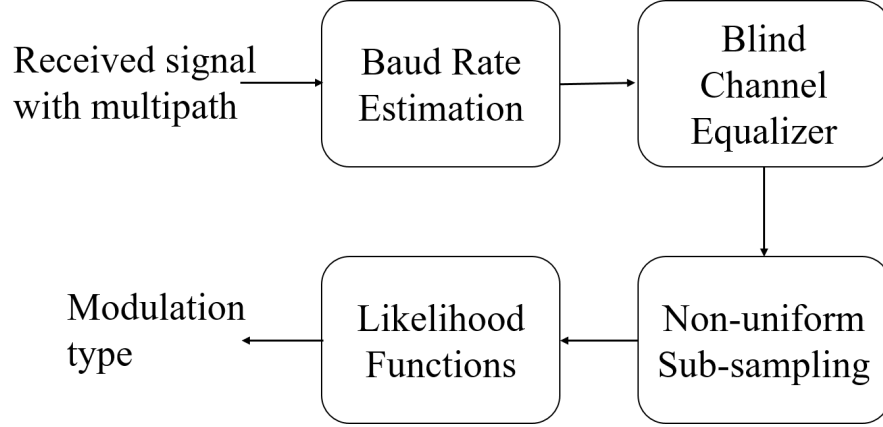 Received signal
with multipath
Baud Rate
Estimation
Blind
Channel
Equalizer
Modulation
type
Likelihood
Functions
Non-uniform
Sub-sampling